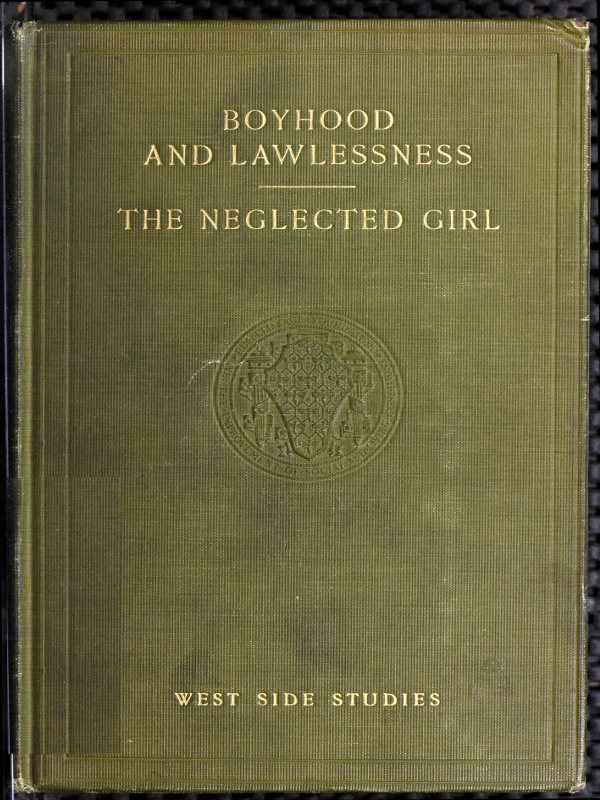 BOYHOOD
AND LAWLESSNESS
THE NEGLECTED GIRL
WEST SIDE STUDIES